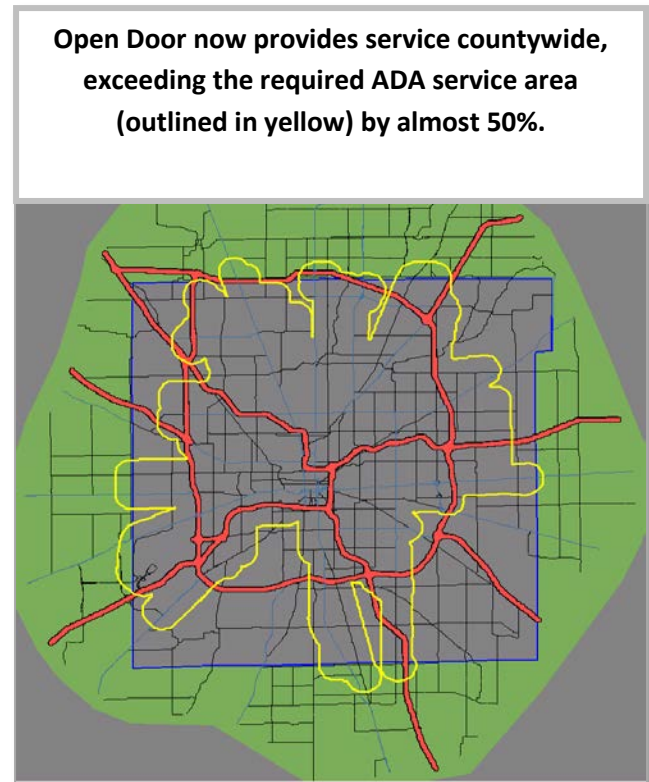 Open Door now provides service countywide,
exceeding the required ADA service area
(outlined in yellow) by almost 50%.